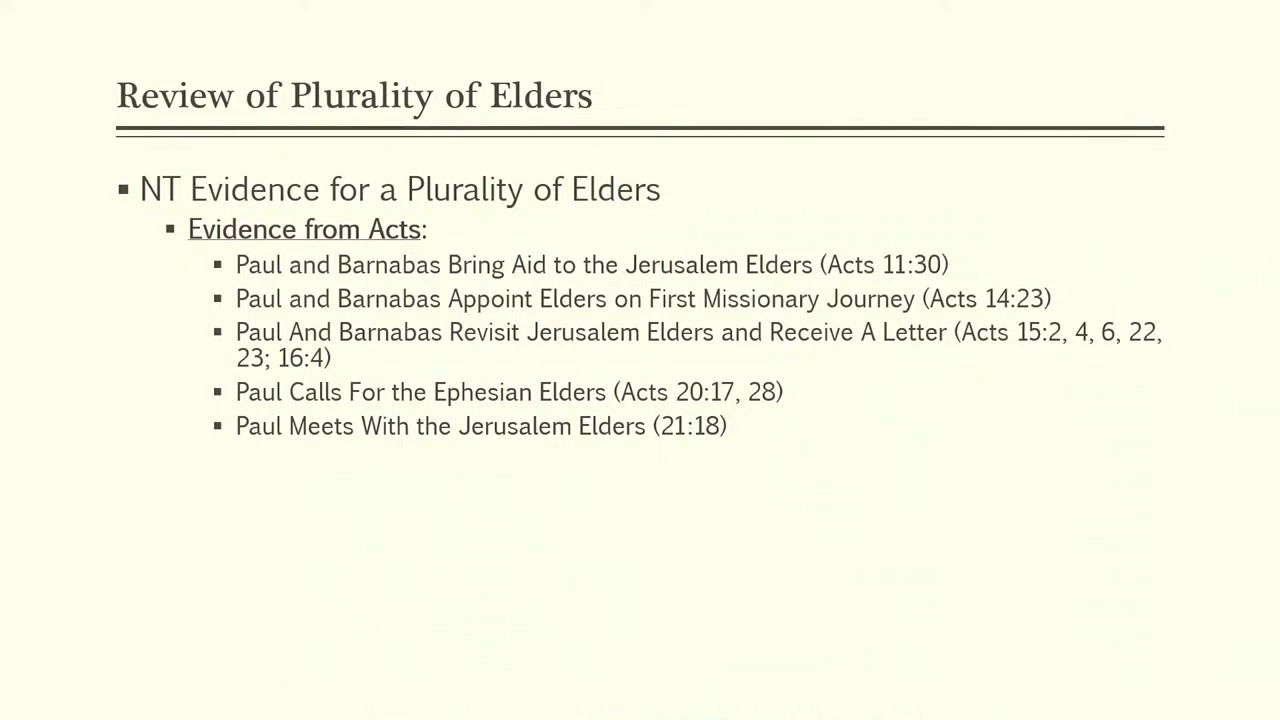 Review of Plurality of Elders
▪ NT Evidence for a Plurality of Elders
▪ Evidence from Acts:
▪ Paul and Barnabas Bring Aid to the Jerusalem Elders (Acts 11:30)
▪ Paul and Barnabas Appoint Elders on First Missionary Journey (Acts 14:23)
▪ Paul And Barnabas Revisit Jerusalem Elders and Receive A Letter (Acts 15:2, 4, 6, 22,
23; 16:4)
▪ Paul Calls For the Ephesian Elders (Acts 20:17, 28)
▪ Paul Meets With the Jerusalem Elders (21:18)